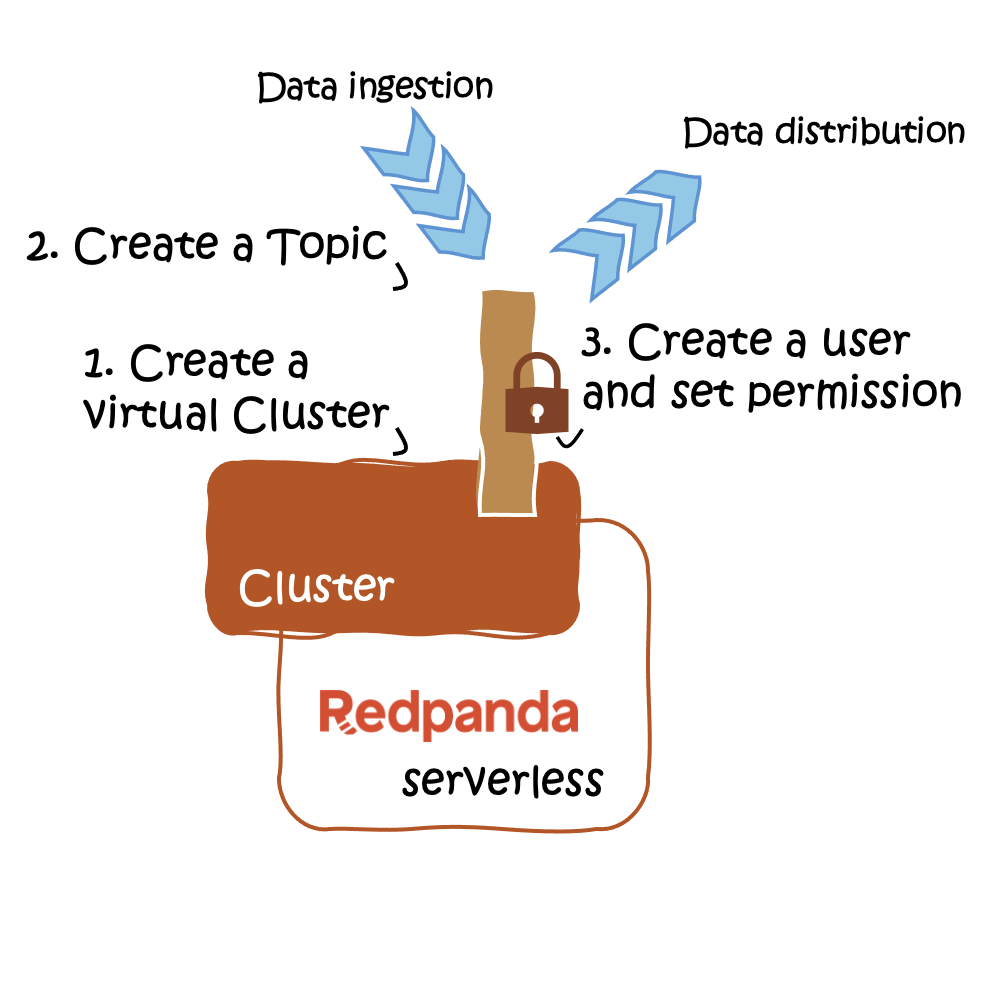 Data ingestion
Data distribution
2. Create a Topic
3. Create a user
and set permission
1. Create a
virtual Cluster
Cluster
Redpanda
serverless